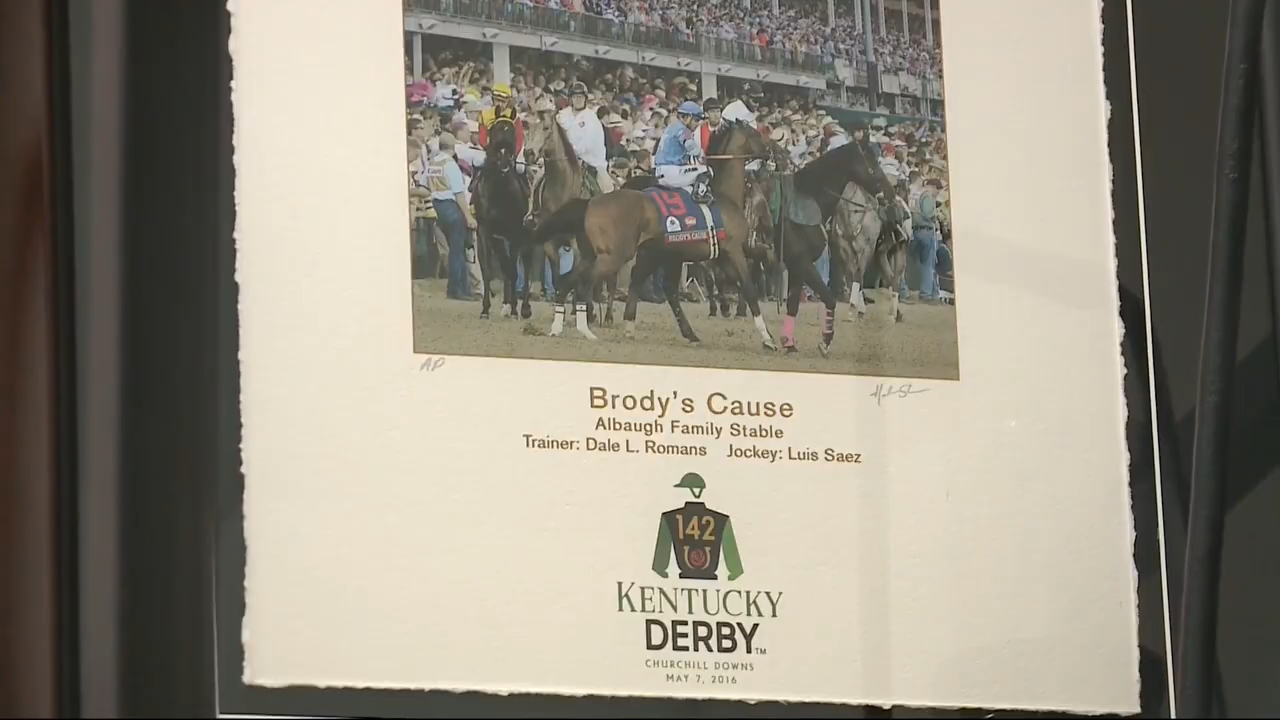 19
BRODY'S CAUSE
AP
Brody's Cause
Albaugh Family Stable
Trainer: Dale L. Romans Jockey: Luis Saez
142
KENTUCKY
DERBY™
CHURCHILL DOWNS
MAY 7, 2016